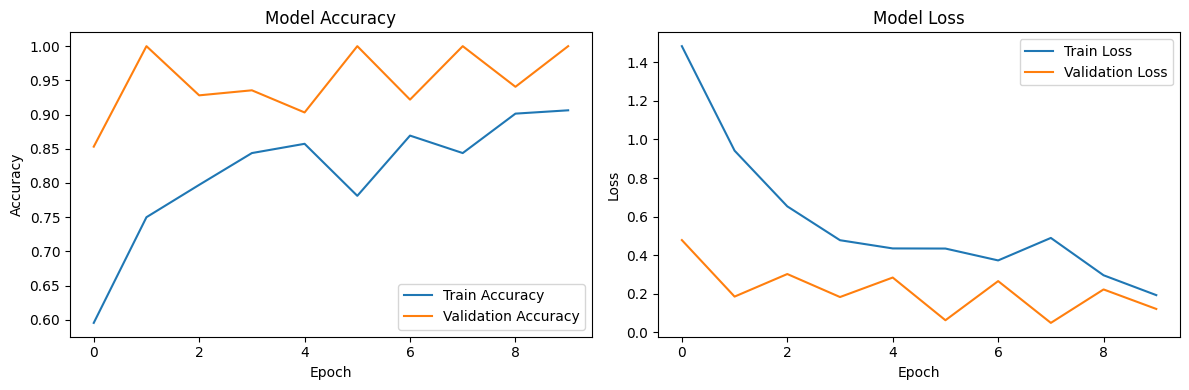 Model Accuracy
1.00
0.95
0.90
0.85
0.80
0.75
0.70
0.65
0.60
Accuracy
0 2 4 6 8
Epoch
Train Accuracy
Validation Accuracy
Model Loss
1.4
1.2
1.0
0.8
0.6
0.4
0.2
0.0
Loss
0 2 4 6 8
Epoch
Train Loss
Validation Loss